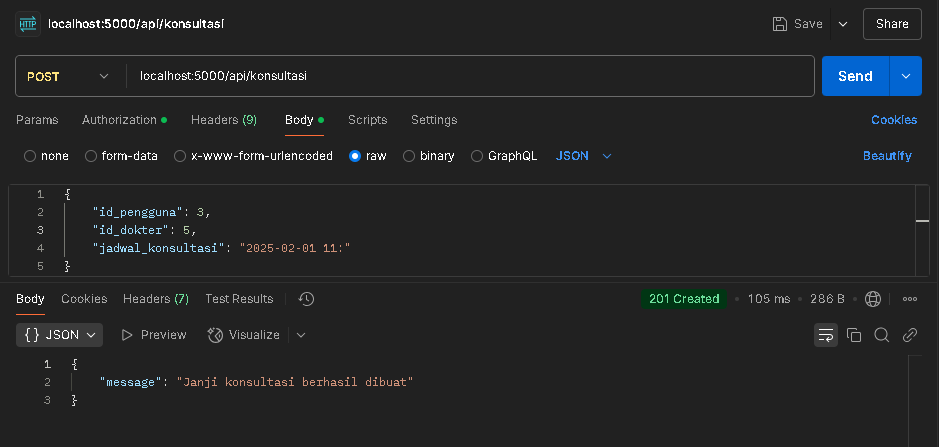 HTTP localhost:5000/api/konsultasi Save Share
POST localhost:5000/api/konsultasi Send
Params Authorization Headers (9) Body Scripts Settings Cookies
none form-data x-www-form-urlencoded raw binary GraphQL JSON Beautify
1 {
2 "id_pengguna": 3,
3 "id_dokter": 5,
4 "jadwal_konsultasi": "2025-02-01 11:"
5 }
Body Cookies Headers (7) Test Results 201 Created • 105 ms • 286 B
{} JSON Preview Visualize
1 {
2 "message": "Janji konsultasi berhasil dibuat"
3 }